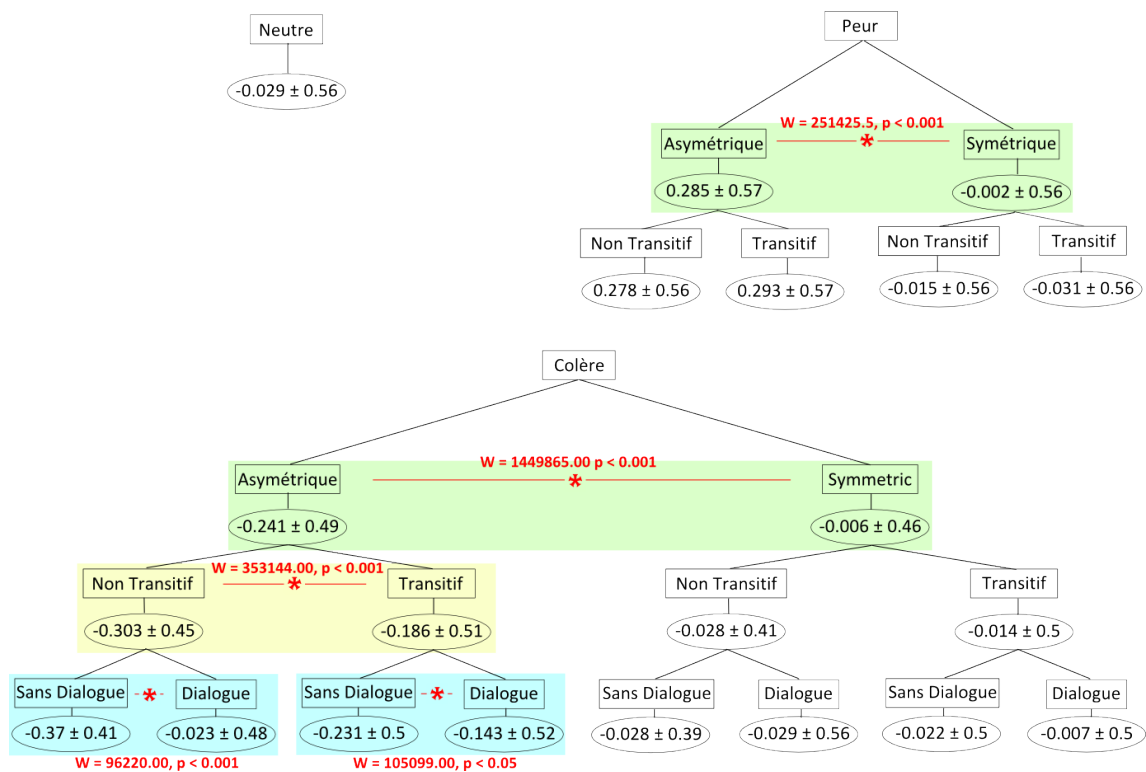 Neutre
-0.029 ± 0.56
Peur
W = 251425.5, p < 0.001
Asymétrique
*
Symétrique
0.285 ± 0.57
-0.002 ± 0.56
Non Transitif
Transitif
Non Transitif
Transitif
0.278 ± 0.56
0.293 ± 0.57
-0.015 ± 0.56
-0.031 ± 0.56
Colère
W = 1449865.00 p < 0.001
Asymétrique
*
Symmetric
-0.241 ± 0.49
-0.006 ± 0.46
W = 353144.00, p < 0.001
Non Transitif
*
Transitif
Non Transitif
Transitif
-0.303 ± 0.45
-0.186 ± 0.51
-0.028 ± 0.41
-0.014 ± 0.5
Sans Dialogue
*
Dialogue
Sans Dialogue
*
Dialogue
Sans Dialogue
Dialogue
Sans Dialogue
Dialogue
-0.37 ± 0.41
-0.023 ± 0.48
-0.231 ± 0.5
-0.143 ± 0.52
-0.028 ± 0.39
-0.029 ± 0.56
-0.022 ± 0.5
-0.007 ± 0.5
W = 96220.00, p < 0.001
W = 105099.00, p < 0.05